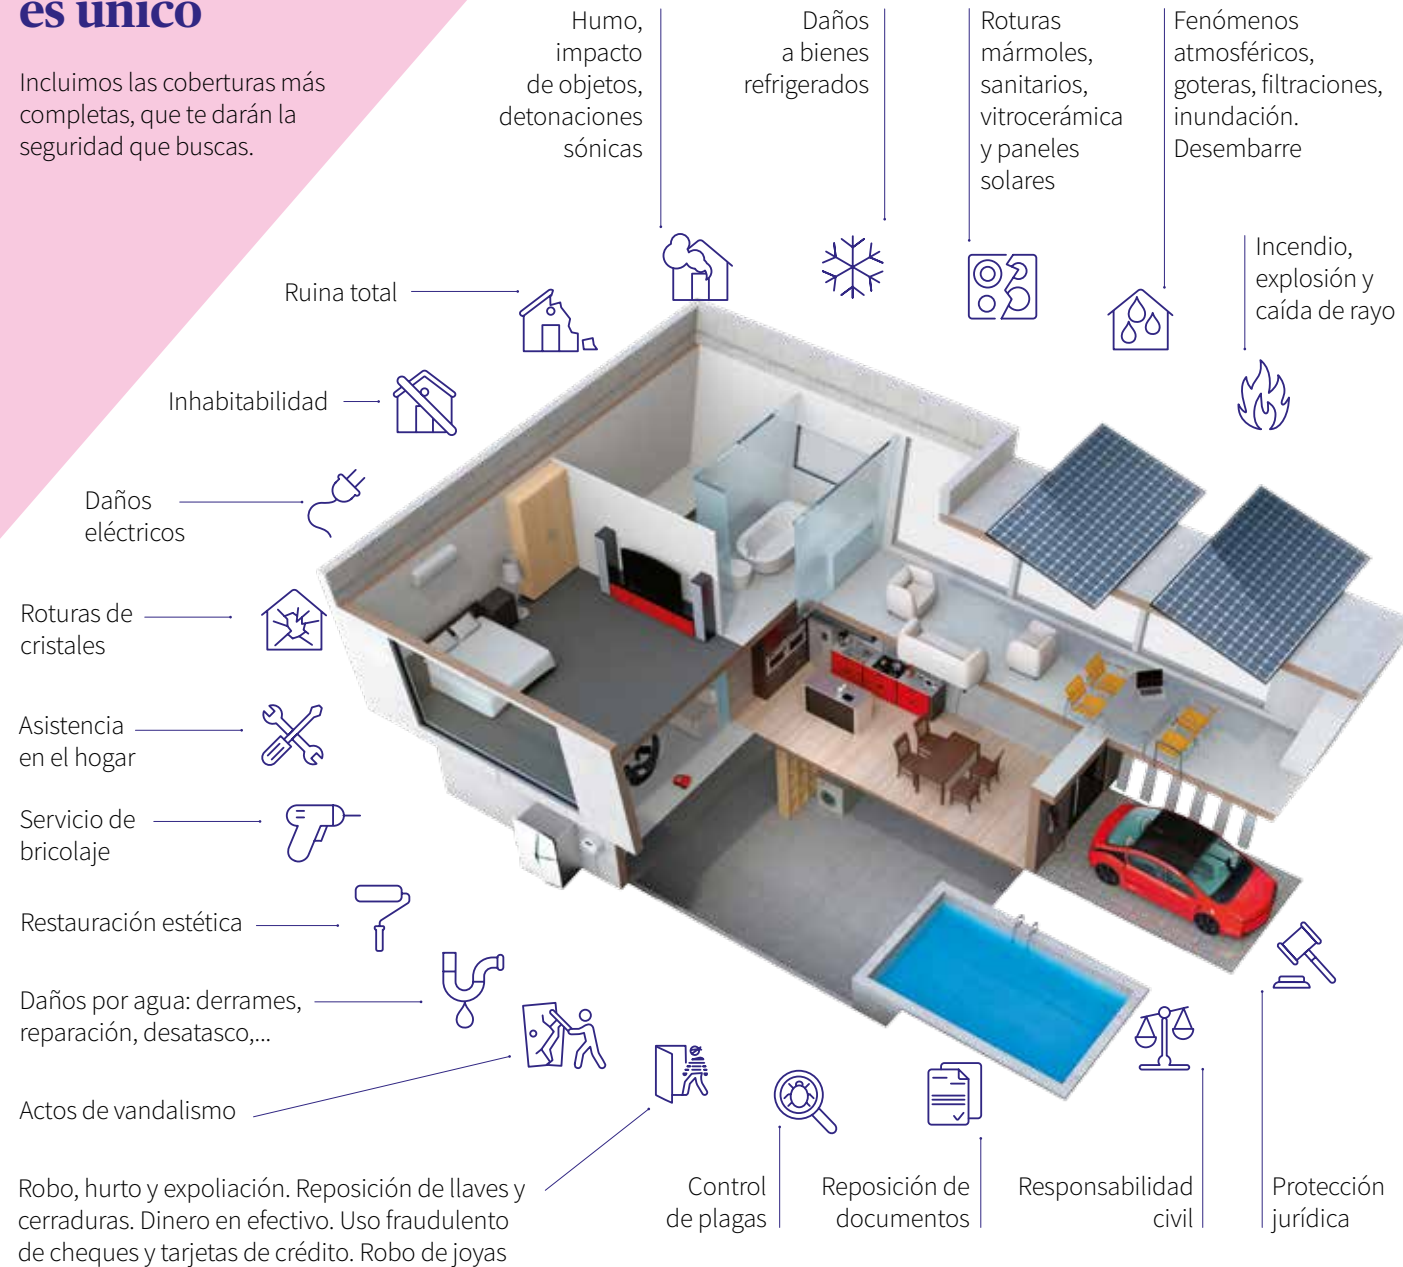 es único
Incluimos las coberturas más
completas, que te darán la
seguridad que buscas.
Humo,
impacto
de objetos,
detonaciones
sónicas
Daños
a bienes
refrigerados
Roturas
mármoles,
sanitarios,
vitrocerámica
y paneles
solares
Fenómenos
atmosféricos,
goteras, filtraciones,
inundación.
Desembarre
Incendio,
explosión y
caída de rayo
Ruina total
Inhabitabilidad
Daños
eléctricos
Roturas de
cristales
Asistencia
en el hogar
Servicio de
bricolaje
Restauración estética
Daños por agua: derrames,
reparación, desatasco,...
Actos de vandalismo
Robo, hurto y expoliación. Reposición de llaves y
cerraduras. Dinero en efectivo. Uso fraudulento
de cheques y tarjetas de crédito. Robo de joyas
Control
de plagas
Reposición de
documentos
Responsabilidad
civil
Protección
jurídica